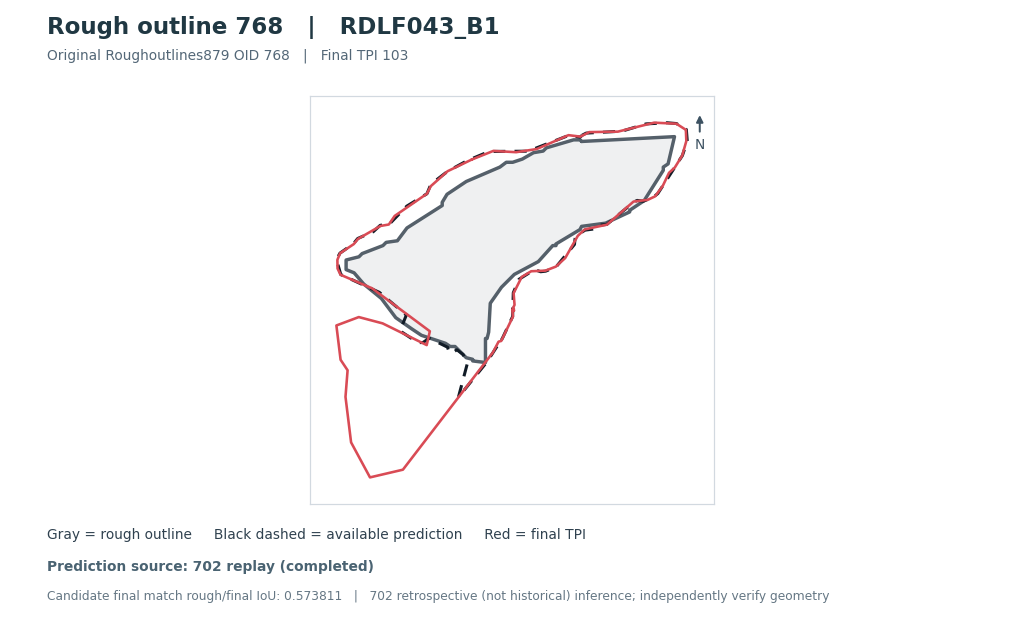 Rough outline 768   |   RDLF043_B1
Original Roughoutlines879 OID 768   |   Final TPI 103
N
Gray = rough outline     Black dashed = available prediction     Red = final TPI
Prediction source: 702 replay (completed)
Candidate final match rough/final IoU: 0.573811   |   702 retrospective (not historical) inference; independently verify geometry